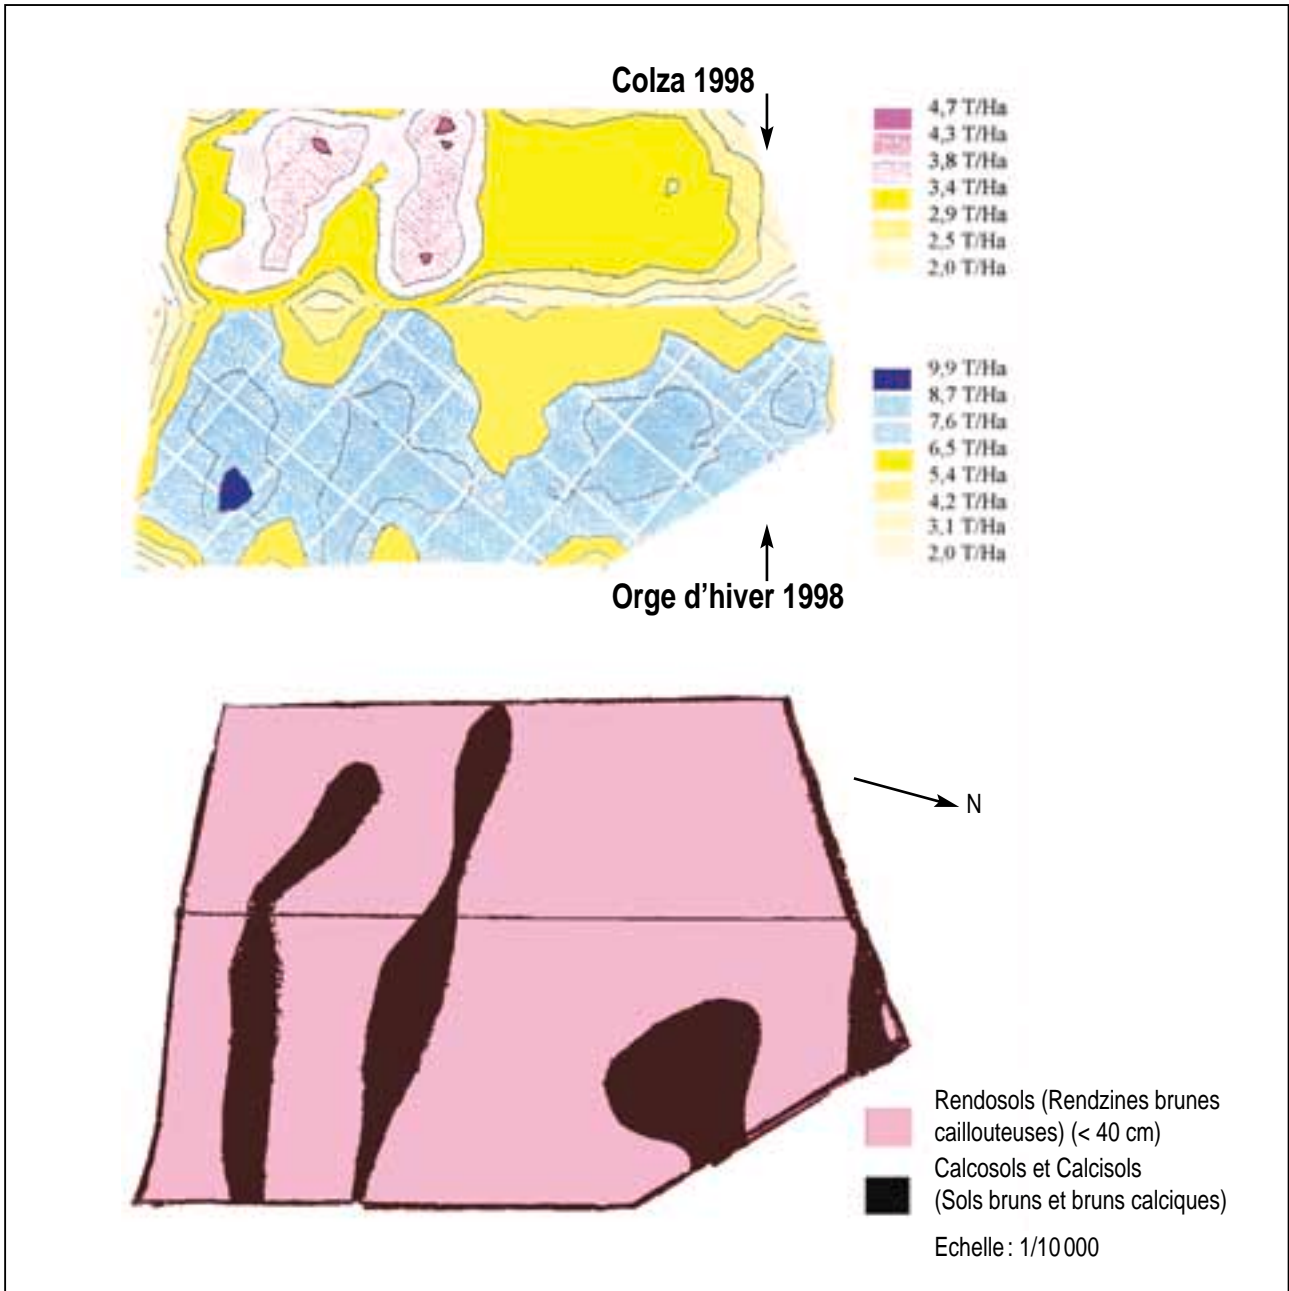 Colza 1998
4,7 T/Ha
4,3 T/Ha
3,8 T/Ha
3,4 T/Ha
2,9 T/Ha
2,5 T/Ha
2,0 T/Ha
9,9 T/Ha
8,7 T/Ha
7,6 T/Ha
6,5 T/Ha
5,4 T/Ha
4,2 T/Ha
3,1 T/Ha
2,0 T/Ha
Orge d'hiver 1998
N
Rendosols (Rendzines brunes
caillouteuses) (< 40 cm)
Calcosols et Calcisols
(Sols bruns et bruns calciques)
Echelle : 1/10 000